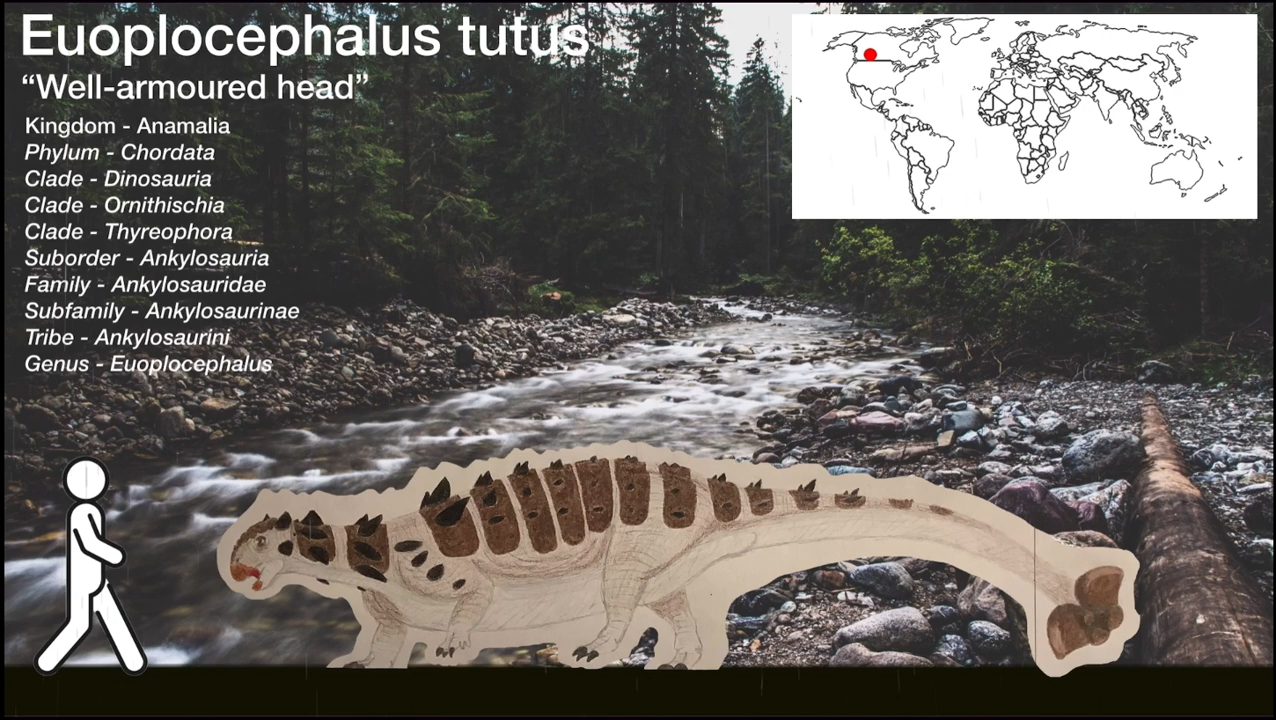 Euoplocephalus tutus
“Well-armoured head”
Kingdom - Anamalia
Phylum - Chordata
Clade - Dinosauria
Clade - Ornithischia
Clade - Thyreophora
Suborder - Ankylosauria
Family - Ankylosauridae
Subfamily - Ankylosaurinae
Tribe - Ankylosaurini
Genus - Euoplocephalus